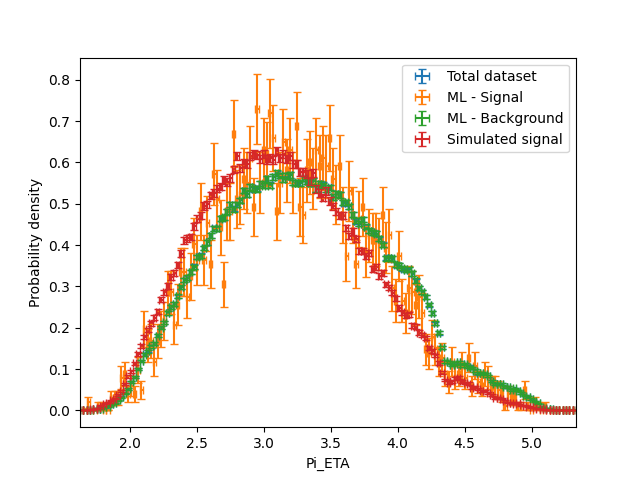 Probability density
0.8
0.7
0.6
0.5
0.4
0.3
0.2
0.1
0.0
Total dataset
ML - Signal
ML - Background
Simulated signal
2.0 2.5 3.0 3.5 4.0 4.5 5.0
Pi_ETA